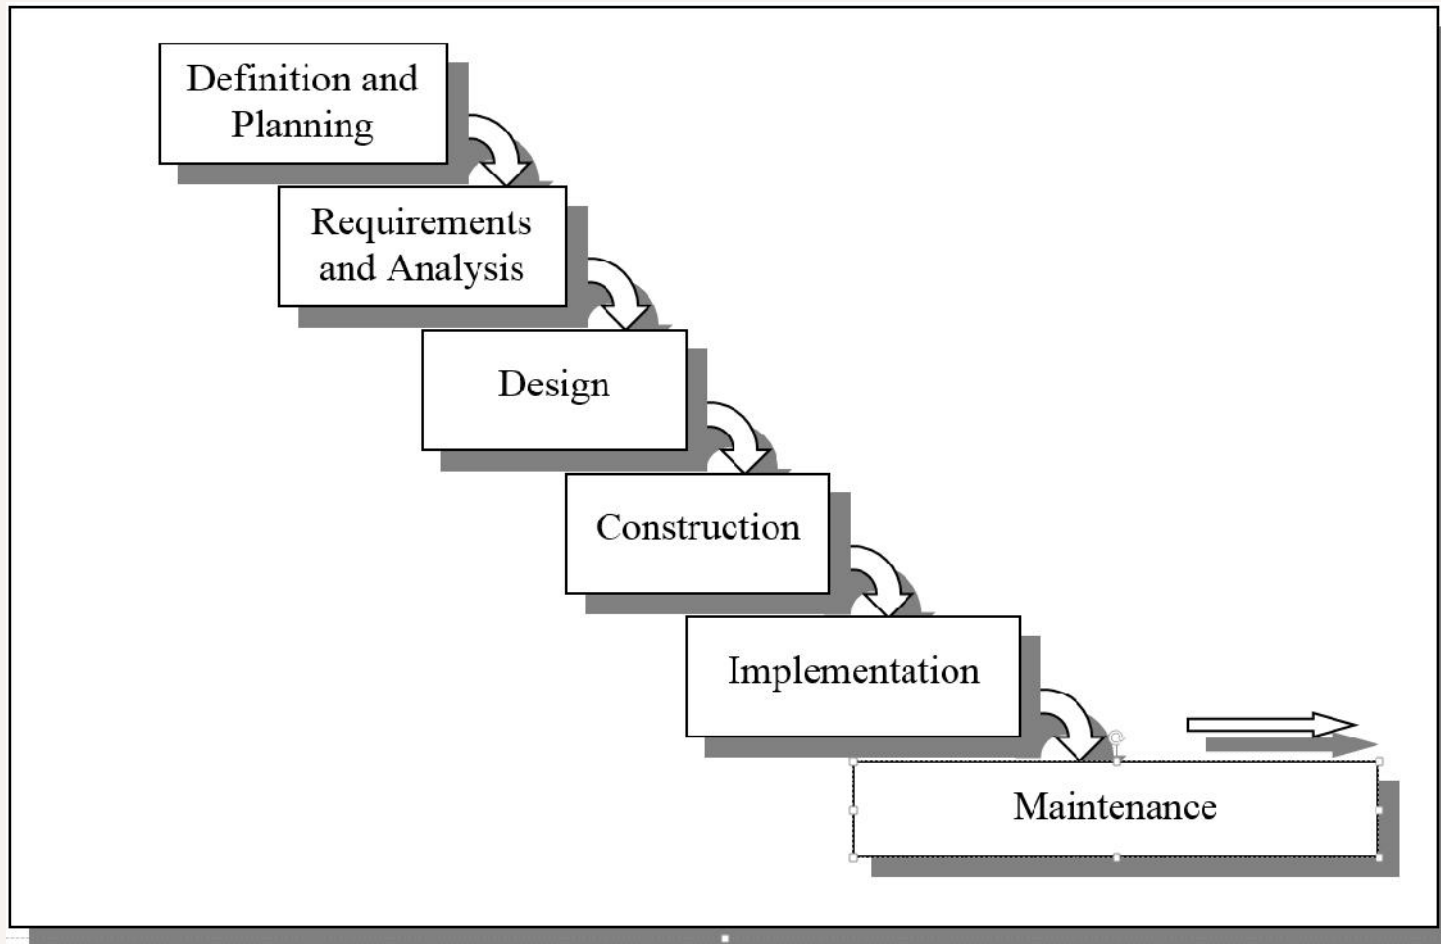 Definition and
Planning
Requirements
and Analysis
Design
Construction
Implementation
Maintenance